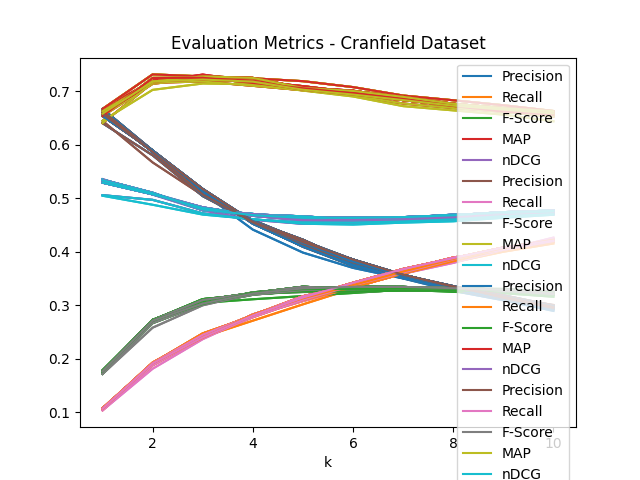 Evaluation Metrics - Cranfield Dataset
0.7
0.6
0.5
0.4
0.3
0.2
0.1
2
4
6
8
10
k
Precision
Recall
F-Score
MAP
nDCG
Precision
Recall
F-Score
MAP
nDCG
Precision
Recall
F-Score
MAP
nDCG
Precision
Recall
F-Score
MAP
nDCG